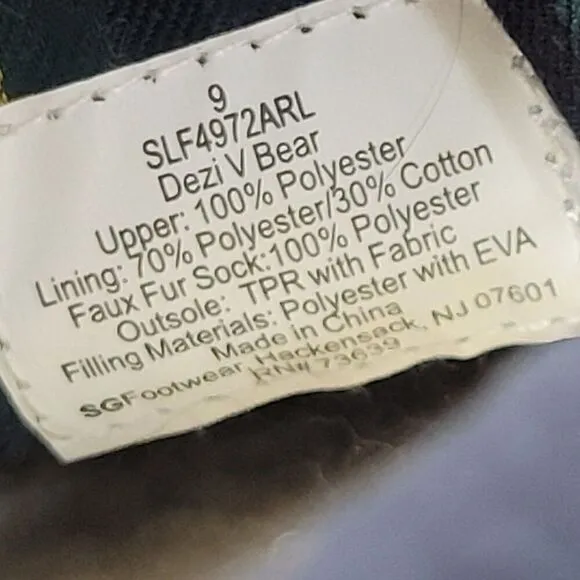 9
SLF4972ARL
Dezi V Bear
Upper: 100% Polyester
Lining: 70% Polyester/30% Cotton
Faux Fur Sock:100% Polyester
Outsole: TPR with Fabric
Filling Materials: Polyester with EVA
Made in China
SGFootwear, Hackensack, NJ 07601
RN# 73639